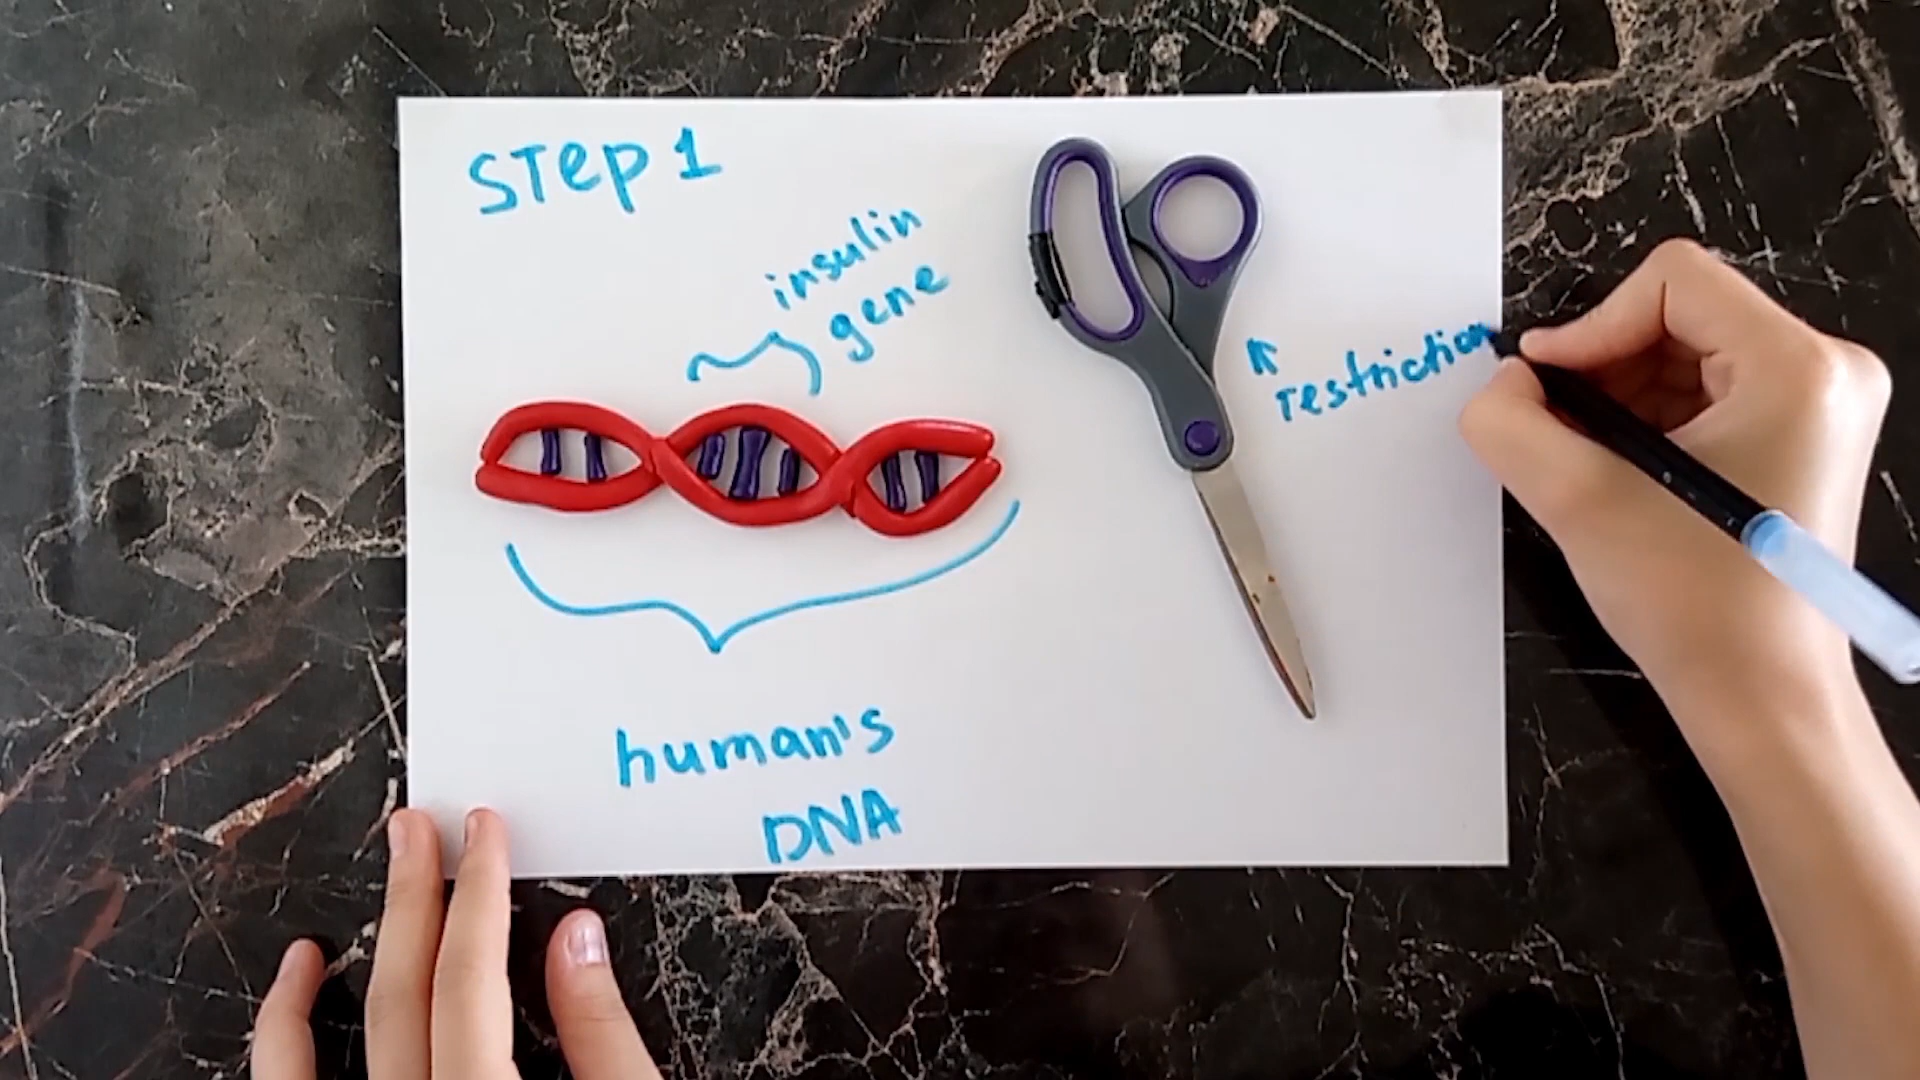 STep 1
insulin
gene
restriction
human's
DNA